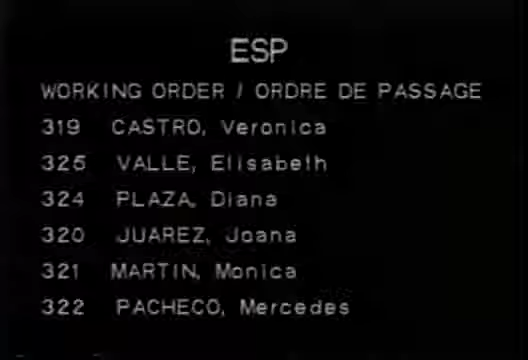 ESP
WORKING ORDER / ORDRE DE PASSAGE
319 CASTRO, Veronica
325 VALLE, Elisabeth
324 PLAZA, Diana
320 JUAREZ, Joana
321 MARTIN, Monica
322 PACHECO, Mercedes